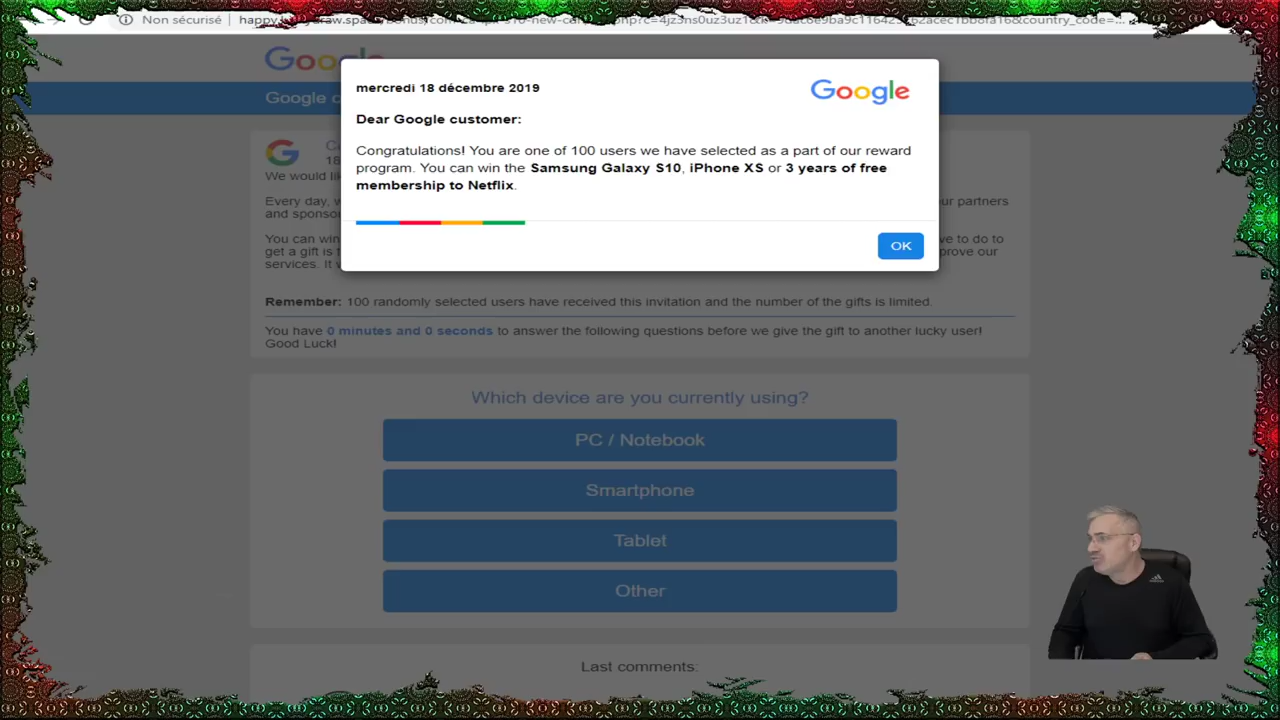 Non sécurisé
Google
mercredi 18 décembre 2019
Google
Dear Google customer:
Congratulations! You are one of 100 users we have selected as a part of our reward
program. You can win the Samsung Galaxy S10, iPhone XS or 3 years of free
membership to Netflix.
OK
Google
G
We would
Every day,
ur partners
and sponso
You can win
ve to do to
get a gift is
prove our
services. It
Remember: 100 randomly selected users have received this invitation and the number of the gifts is limited.
You have 0 minutes and 0 seconds to answer the following questions before we give the gift to another lucky user!
Good Luck!
Which device are you currently using?
PC / Notebook
Smartphone
Tablet
Other
Last comments: